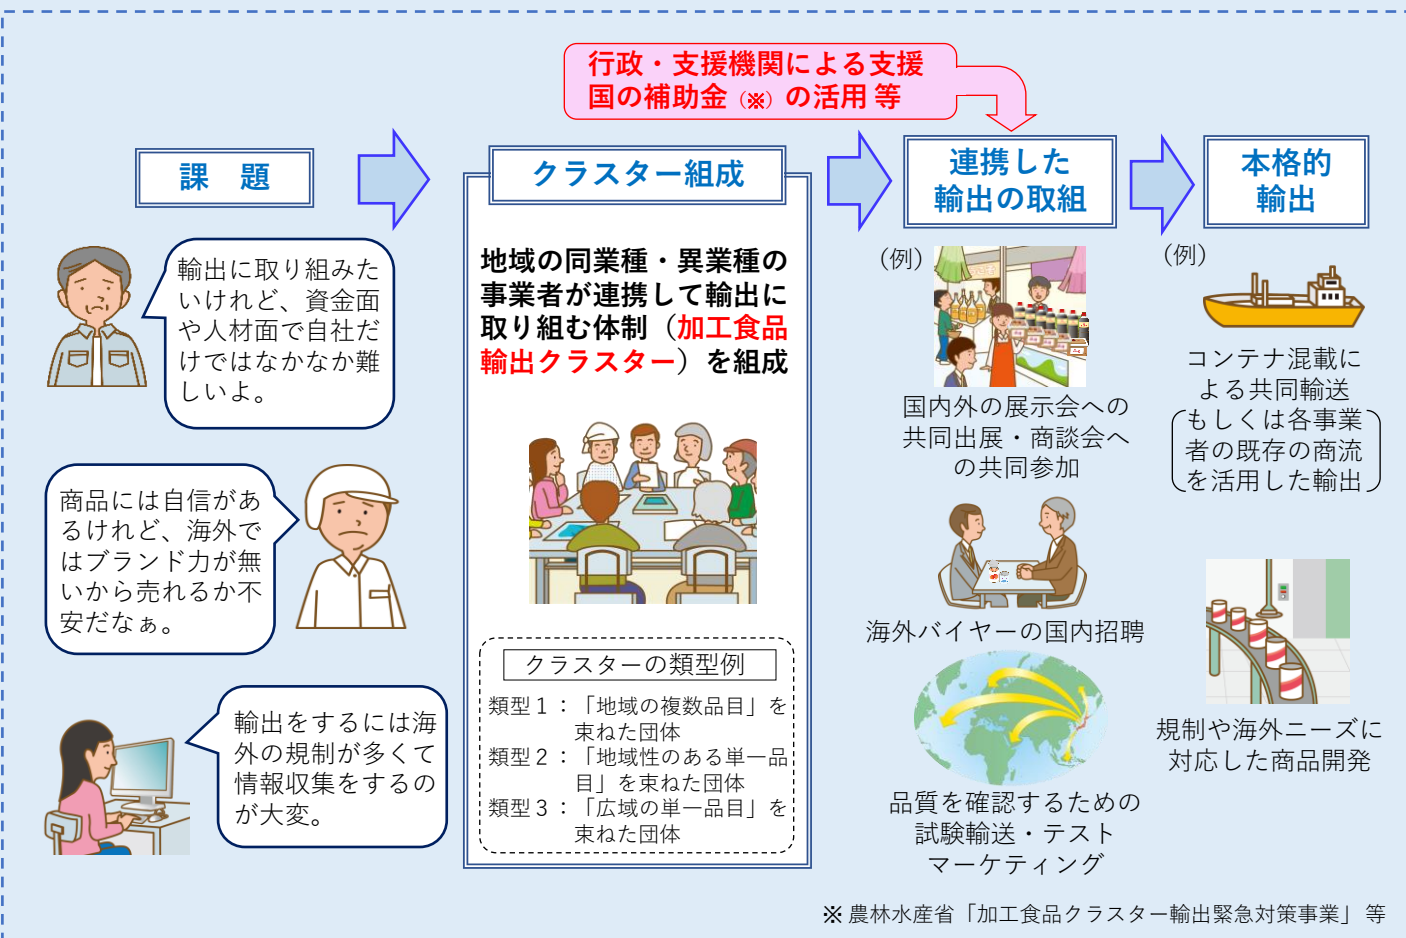 行政・支援機関による支援
国の補助金（※）の活用 等
課　題
輸出に取り組みた
いけれど、資金面
や人材面で自社だ
けではなかなか難
しいよ。
商品には自信があ
るけれど、海外で
はブランド力が無
いから売れるか不
安だなぁ。
輸出をするには海
外の規制が多くて
情報収集をするの
が大変。
クラスター組成
地域の同業種・異業種の
事業者が連携して輸出に
取り組む体制（加工食品
輸出クラスター）を組成
クラスターの類型例
類型１：「地域の複数品目」を
束ねた団体
類型２：「地域性のある単一品
目」を束ねた団体
類型３：「広域の単一品目」を
束ねた団体
連携した
輸出の取組
（例）
国内外の展示会への
共同出展・商談会へ
の共同参加
海外バイヤーの国内招聘
品質を確認するための
試験輸送・テスト
マーケティング
本格的
輸出
（例）
コンテナ混載に
よる共同輸送
もしくは各事業
者の既存の商流
を活用した輸出
規制や海外ニーズに
対応した商品開発
※ 農林水産省「加工食品クラスター輸出緊急対策事業」 等